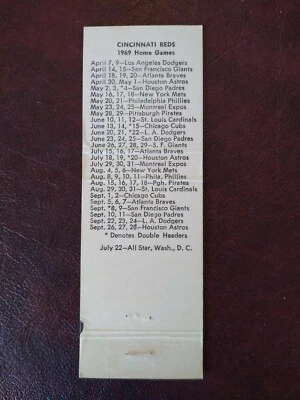 CINCINNATI REDS
1969 Home Games
April 7, 9—Los Angeles Dodgers
April 14, 15—San Francisco Giants
April 18, 19, 20—Atlanta Braves
April 30, May 1—Houston Astros
May 2, 3, *4—San Diego Padres
May 16, 17, 18—New York Mets
May 20, 21—Philadelphia Phillies
May 23, 24, 25—Montreal Expos
May 28, 29—Pittsburgh Pirates
June 10, 11, 12—St. Louis Cardinals
June 13, 14, *15—Chicago Cubs
June 20, 21, *22—L. A. Dodgers
June 23, 24, 25—San Diego Padres
June 26, 27, 28, 29—S. F. Giants
July 15, 16, 17—Atlanta Braves
July 18, 19, *20—Houston Astros
July 29, 30, 31—Montreal Expos
Aug. 4, 5, 6—New York Mets
Aug. 8, 9, 10, 11—Phila. Phillies
Aug. 15, 16, 17, 18—Pgh. Pirates
Aug. 29, 30, 31—St. Louis Cardinals
Sept. 1, 2—Chicago Cubs
Sept. 5, 6, 7—Atlanta Braves
Sept. *8, 9—San Francisco Giants
Sept. 10, 11—San Diego Padres
Sept. 22, 23, 24—L. A. Dodgers
Sept. 26, 27, 28—Houston Astros
* Denotes Double Headers
July 22—All Star, Wash., D. C.